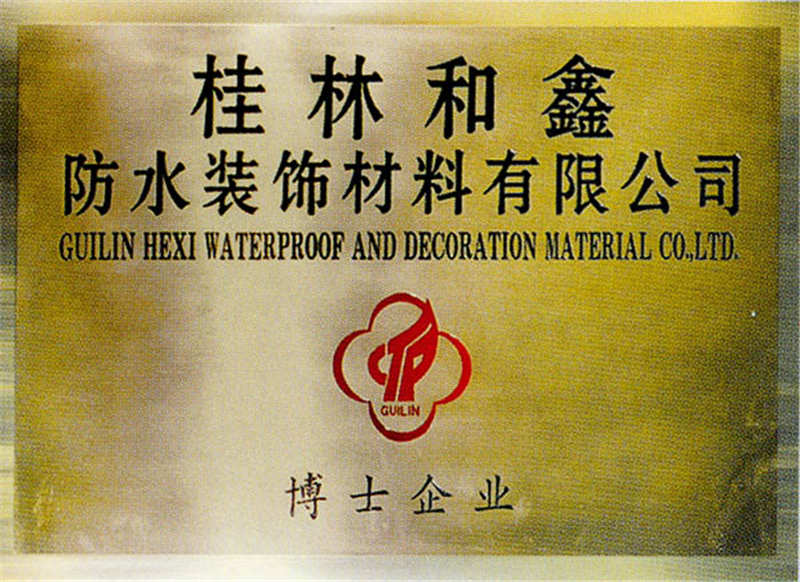 桂林和鑫
防水装饰材料有限公司
GUILIN HEXI WATERPROOF AND DECORATION MATERIAL CO.,LTD.
CTP
GUILIN
博士企业